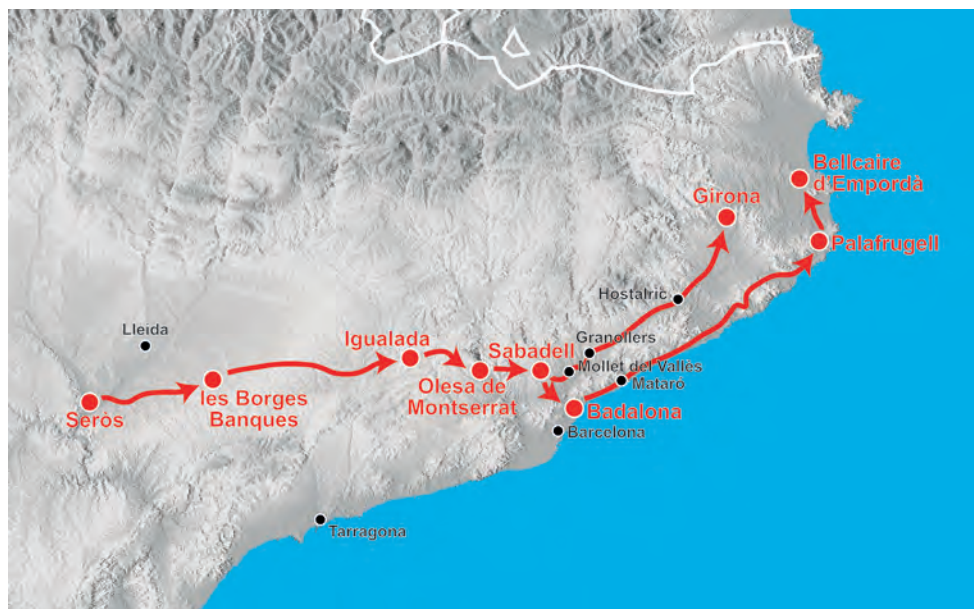 Bellcaire
d'Empordà
Girona
Palafrugell
Hostalric
Lleida
Igualada
Granollers
Sabadell
Mollet del Vallès
Olesa de
Montserrat
Mataró
les Borges
Banques
Seròs
Badalona
Barcelona
Tarragona